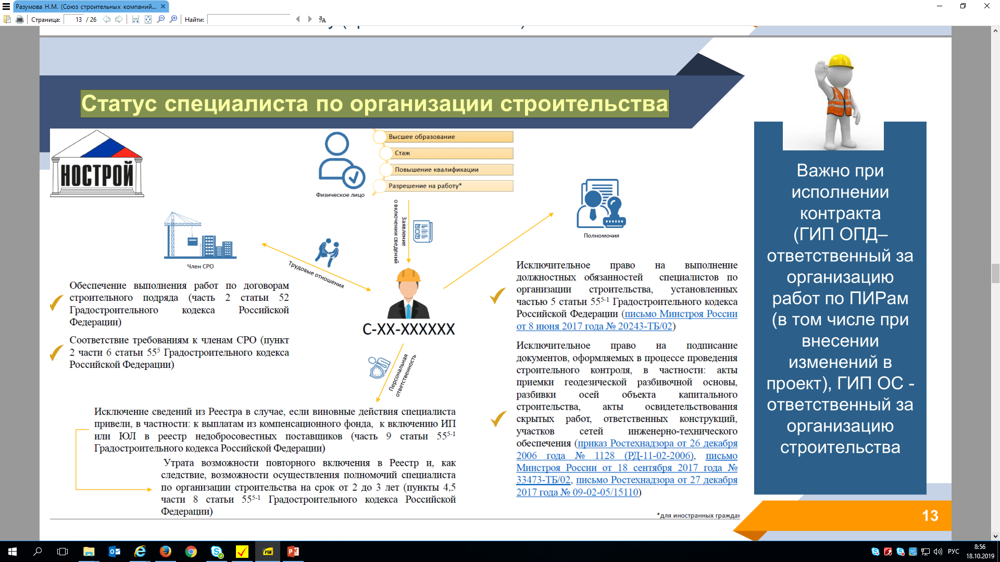 Разумова Н.М. (Союз строительных компаний...
Страница: 13 / 26 Найти:
Статус специалиста по организации строительства
НОСТРОЙ
Физическое лицо
Высшее образование
Стаж
Повышение квалификации
Разрешение на работу*
Заявление
о включении сведений
Полномочия
Член СРО
Трудовые отношения
С-ХХ-ХХХХХХ
Персональная
ответственность
Обеспечение выполнения работ по договорам
строительного подряда (часть 2 статьи 52
Градостроительного кодекса Российской
Федерации)
Соответствие требованиям к членам СРО (пункт
2 части 6 статьи 55⁵ Градостроительного кодекса
Российской Федерации)
Исключение сведений из Реестра в случае, если виновные действия специалиста
привели, в частности: к выплатам из компенсационного фонда, к включению ИП
или ЮЛ в реестр недобросовестных поставщиков (часть 9 статьи 55⁵⁻¹
Градостроительного кодекса Российской Федерации)
Утрата возможности повторного включения в Реестр и, как
следствие, возможности осуществления полномочий специалиста
по организации строительства на срок от 2 до 3 лет (пункты 4,5
части 8 статьи 55⁵⁻¹ Градостроительного кодекса Российской
Федерации)
Исключительное право на выполнение
должностных обязанностей специалистов по
организации строительства, установленных
частью 5 статьи 55⁵⁻¹ Градостроительного кодекса
Российской Федерации (письмо Минстроя России
от 8 июня 2017 года № 20243-ТБ/02)
Исключительное право на подписание
документов, оформляемых в процессе проведения
строительного контроля, в частности: акты
приемки геодезической разбивочной основы,
разбивки осей объекта капитального
строительства, акты освидетельствования
скрытых работ, ответственных конструкций,
участков сетей инженерно-технического
обеспечения (приказ Ростехнадзора от 26 декабря
2006 года № 1128 (РД-11-02-2006), письмо
Минстроя России от 18 сентября 2017 года №
33473-ТБ/02, письмо Ростехнадзора от 27 декабря
2017 года № 09-02-05/15110)
*для иностранных граждан
Важно при
исполнении
контракта
(ГИП ОПД–
ответственный за
организацию
работ по ПИРам
(в том числе при
внесении
изменений в
проект), ГИП ОС -
ответственный за
организацию
строительства
13
РУС
8:56
18.10.2019